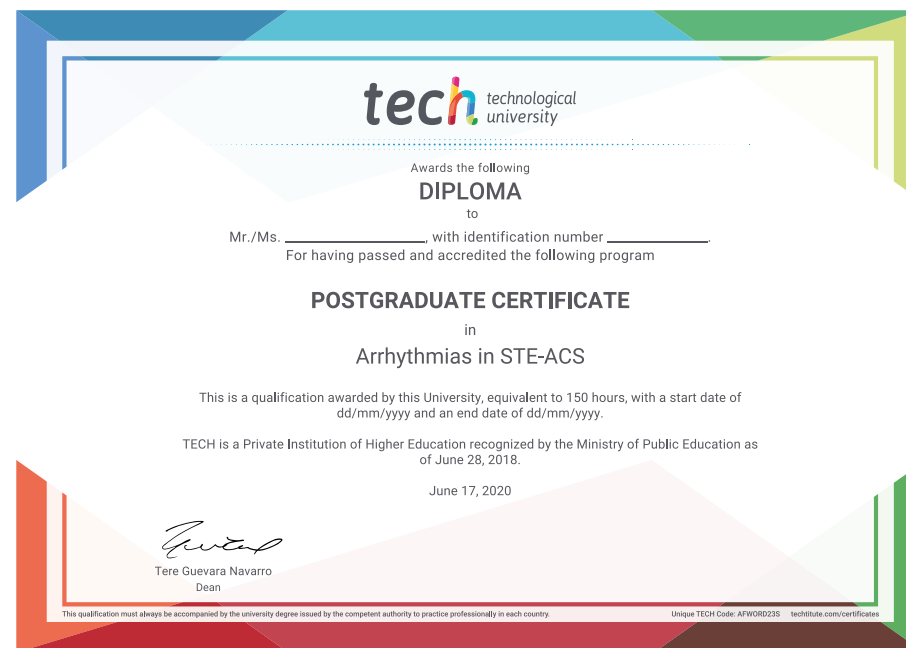 tech technological
university
Awards the following
DIPLOMA
to
Mr./Ms. ____________________, with identification number ______________.
For having passed and accredited the following program
POSTGRADUATE CERTIFICATE
in
Arrhythmias in STE-ACS
This is a qualification awarded by this University, equivalent to 150 hours, with a start date of
dd/mm/yyyy and an end date of dd/mm/yyyy.
TECH is a Private Institution of Higher Education recognized by the Ministry of Public Education as
of June 28, 2018.
June 17, 2020
Tere Guevara Navarro
Dean
This qualification must always be accompanied by the university degree issued by the competent authority to practice professionally in each country. Unique TECH Code: AFWORD23S techtitute.com/certificates